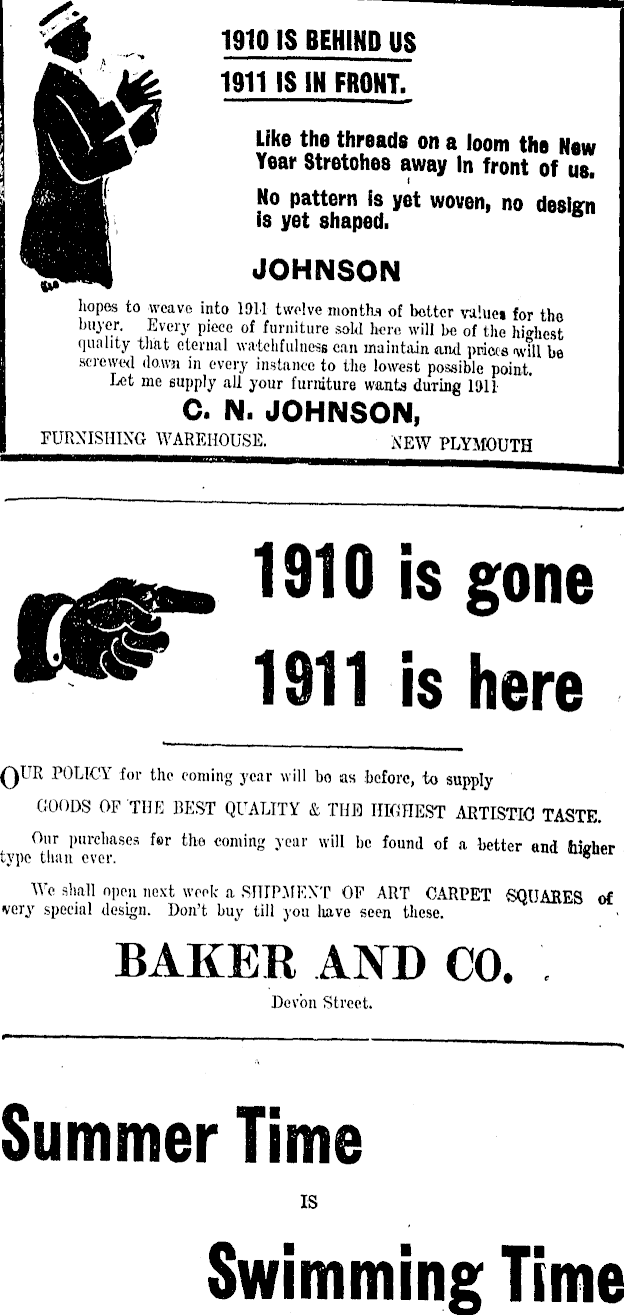 1910 IS BEHIND US
1911 IS IN FRONT.
Like the threads on a loom the New
Year Stretches away in front of us.
No pattern is yet woven, no design
is yet shaped.
JOHNSON
hopes to weave into 1911 twelve months of better values for the
buyer. Every piece of furniture sold here will be of the highest
quality that eternal watchfulness can maintain and prices will be
screwed down in every instance to the lowest possible point.
Let me supply all your furniture wants during 1911
C. N. JOHNSON,
FURNISHING WAREHOUSE. NEW PLYMOUTH
1910 is gone
1911 is here
OUR POLICY for the coming year will be as before, to supply
GOODS OF THE BEST QUALITY & THE HIGHEST ARTISTIC TASTE.
Our purchases for the coming year will be found of a better and higher
type than ever.
We shall open next week a SHIPMENT OF ART CARPET SQUARES of
very special design. Don't buy till you have seen these.
BAKER AND CO.
Devon Street.
Summer Time
IS
Swimming Time